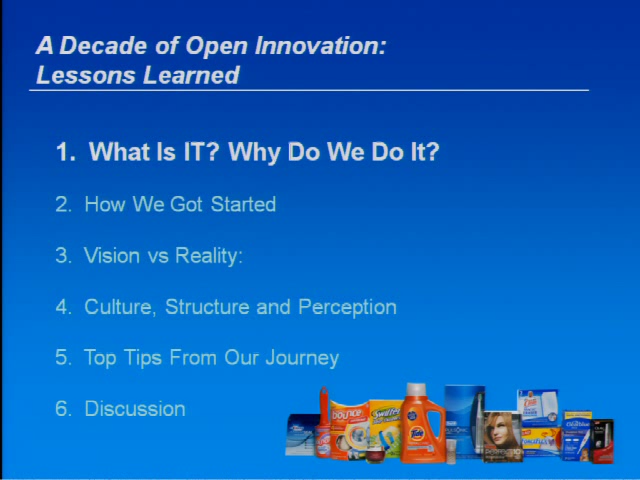 A Decade of Open Innovation:
Lessons Learned
1. What Is IT? Why Do We Do It?
2. How We Got Started
3. Vision vs Reality:
4. Culture, Structure and Perception
5. Top Tips From Our Journey
6. Discussion
bounce
Swiffer
Tide